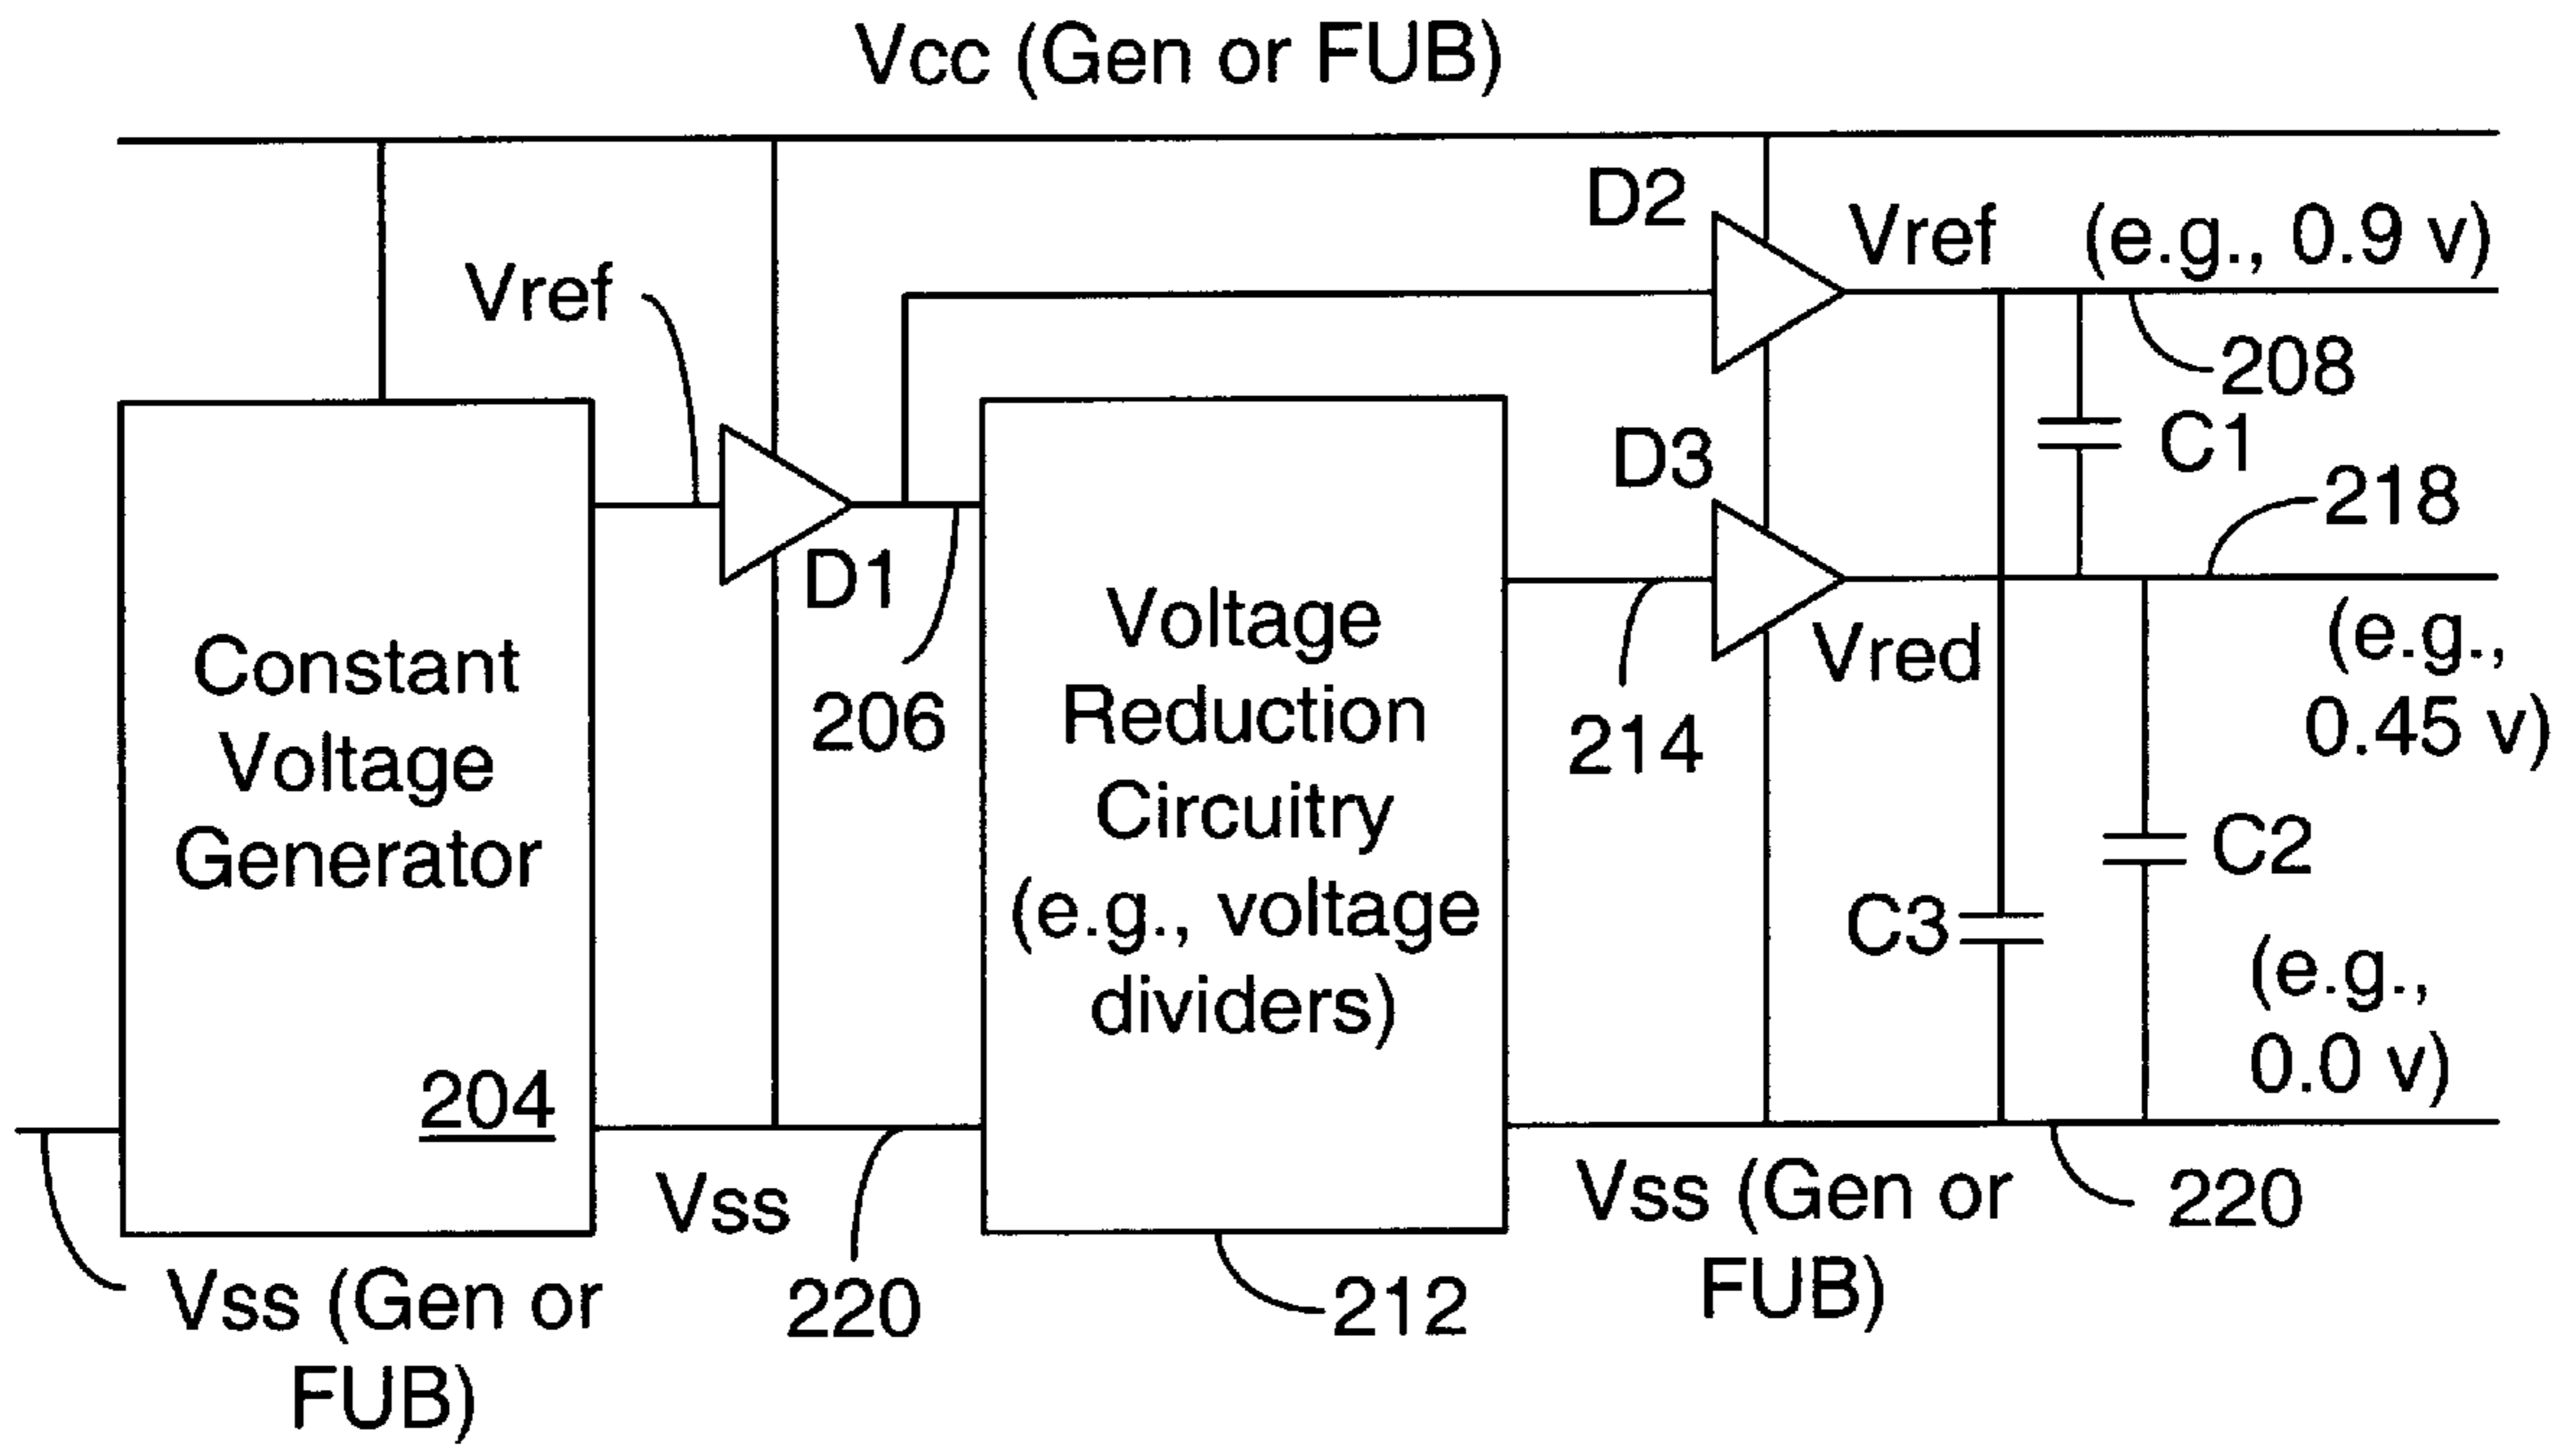 Vcc (Gen or FUB)
D2
Vref (e.g., 0.9 v)
Vref
208
C1
D3
218
D1
206
Constant
Voltage
Generator
204
Voltage
Reduction
Circuitry
(e.g., voltage
dividers)
214
Vred
(e.g.,
0.45 v)
C2
C3
(e.g.,
0.0 v)
Vss
220
Vss (Gen or
FUB)
220
Vss (Gen or
FUB)
212